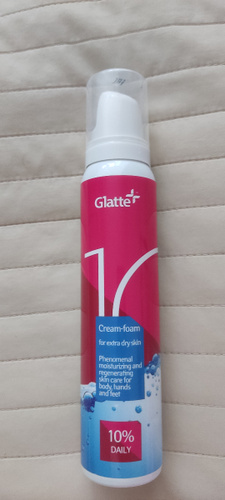 Glatte+
10
Cream-foam
for extra dry skin
Phenomenal
moisturizing and
regenerating
skin care for
body, hands
and feet
10%
DAILY